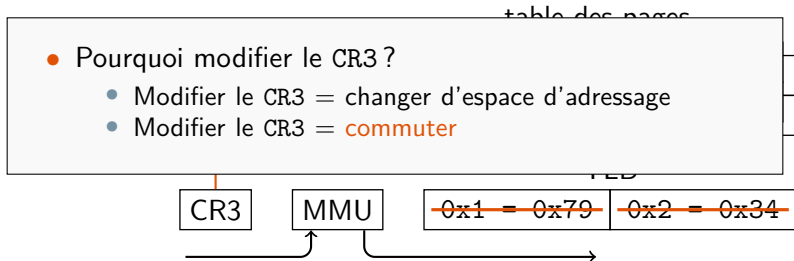 table des pages
Pourquoi modifier le CR3 ?
Modifier le CR3 = changer d'espace d'adressage
Modifier le CR3 = commuter
CR3
MMU
0x1 = 0x79
0x2 = 0x34